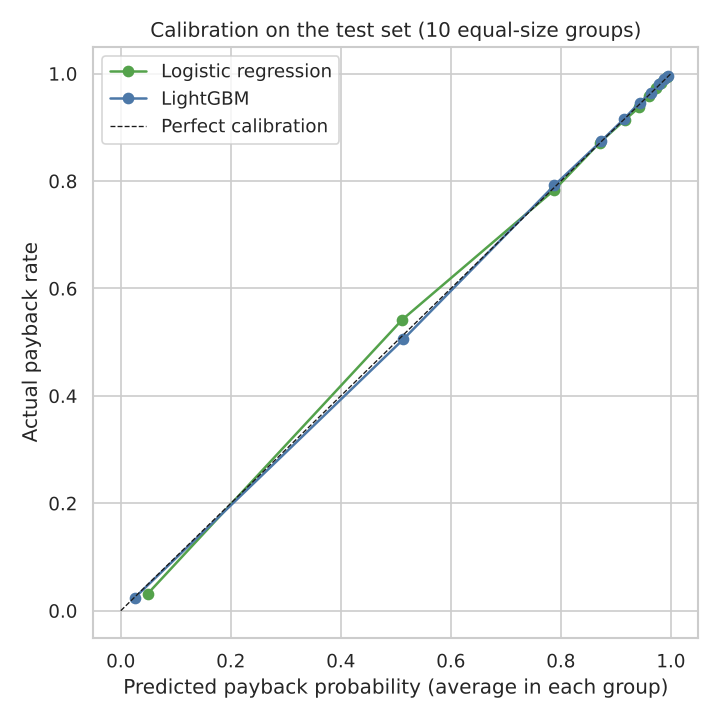 Calibration on the test set (10 equal-size groups)
Logistic regression
LightGBM
Perfect calibration
Actual payback rate
1.0
0.8
0.6
0.4
0.2
0.0
0.0 0.2 0.4 0.6 0.8 1.0
Predicted payback probability (average in each group)